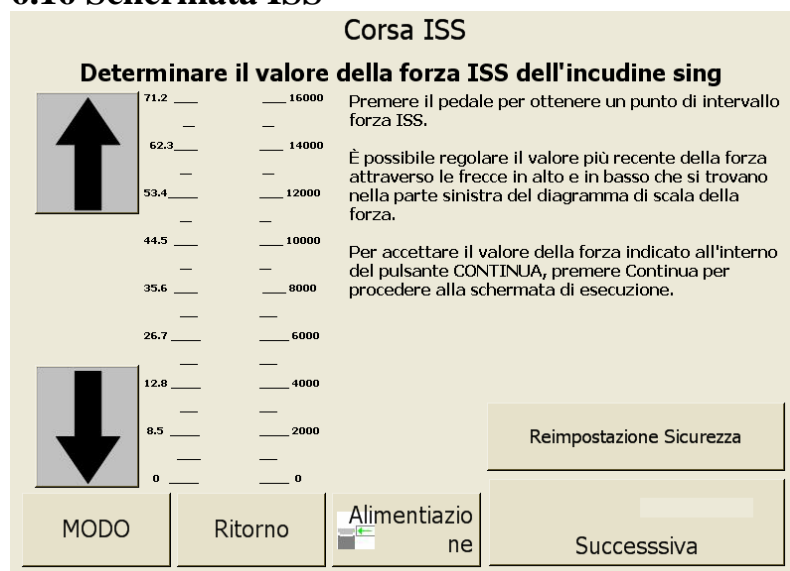 6.16 Schermata ISS
Corsa ISS
Determinare il valore della forza ISS dell'incudine sing
Premere il pedale per ottenere un punto di intervallo
forza ISS.
È possibile regolare il valore più recente della forza
attraverso le frecce in alto e in basso che si trovano
nella parte sinistra del diagramma di scala della
forza.
Per accettare il valore della forza indicato all'interno
del pulsante CONTINUA, premere Continua per
procedere alla schermata di esecuzione.
71.2 16000
62.3 14000
53.4 12000
44.5 10000
35.6 8000
26.7 6000
12.8 4000
8.5 2000
0 0
Reimpostazione Sicurezza
MODO
Ritorno
Alimentiazio
ne
Successsiva